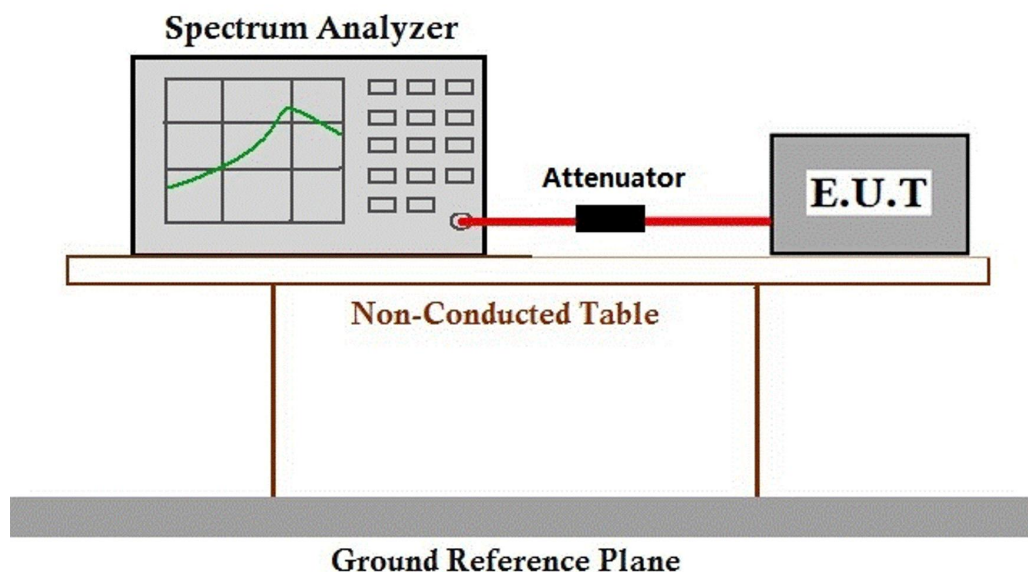 Spectrum Analyzer
Attenuator
E.U.T
Non-Conducted Table
Ground Reference Plane